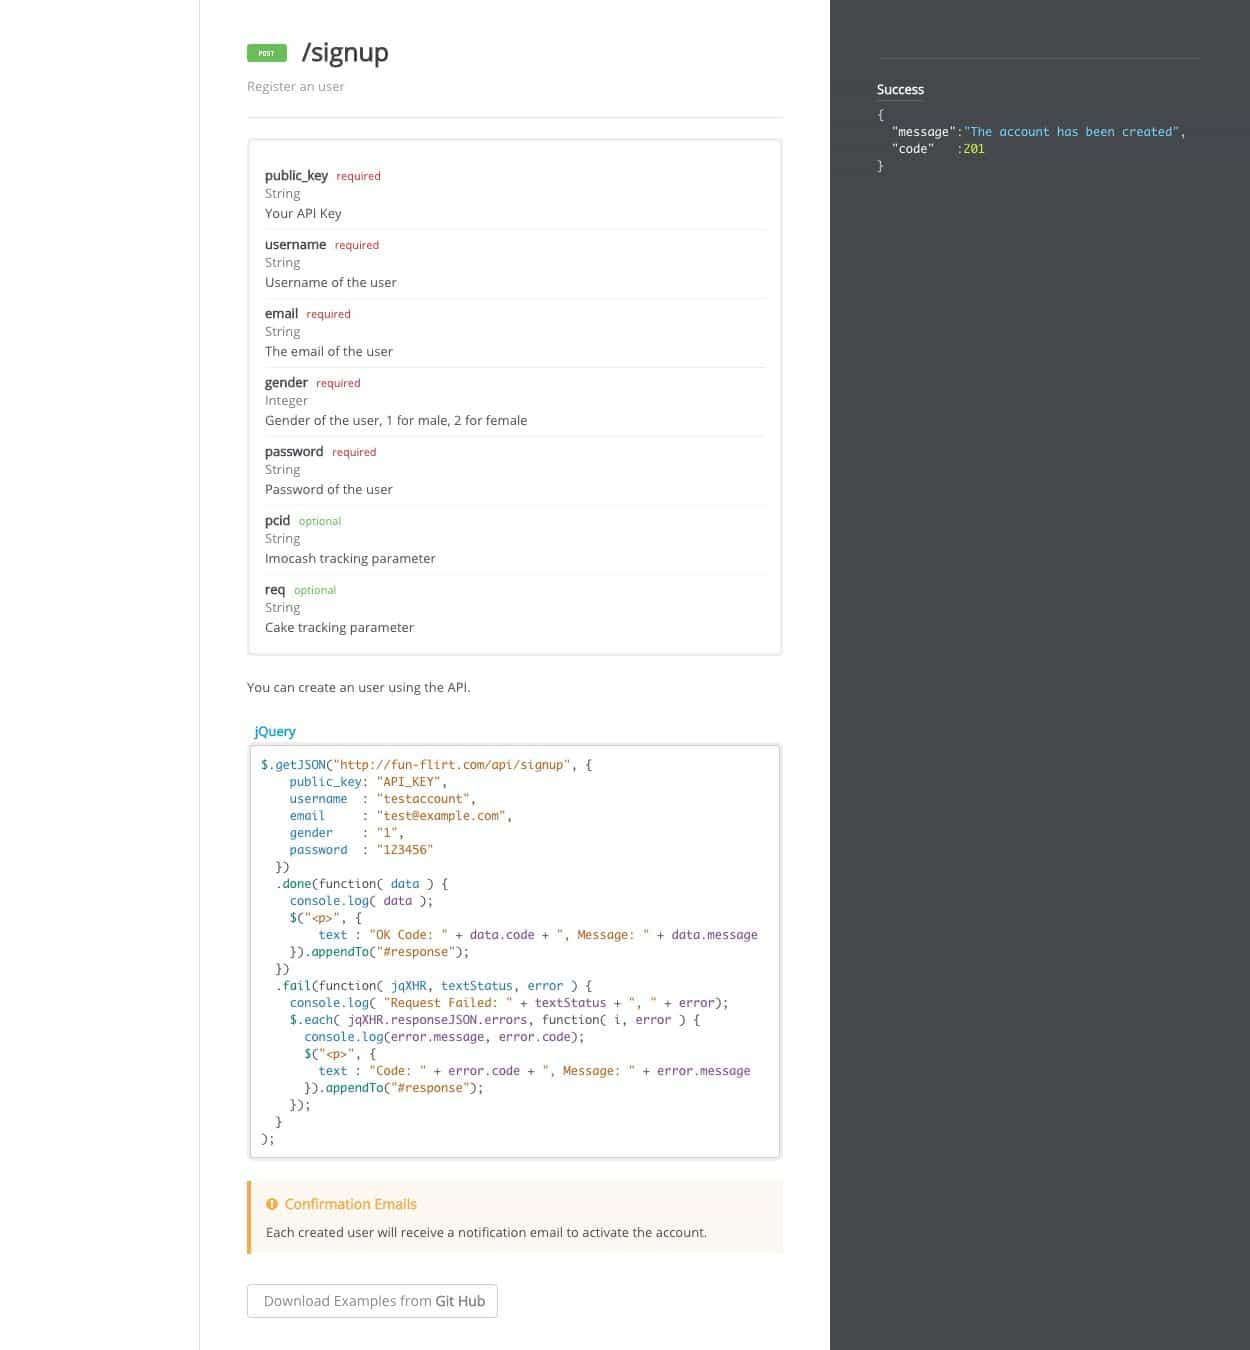 POST /signup
Register an user
public_key required
String
Your API Key
username required
String
Username of the user
email required
String
The email of the user
gender required
Integer
Gender of the user, 1 for male, 2 for female
password required
String
Password of the user
pcid optional
String
Imocash tracking parameter
req optional
String
Cake tracking parameter
You can create an user using the API.
jQuery
$.getJSON("http://fun-flirt.com/api/signup", {
    public_key: "API_KEY",
    username  : "testaccount",
    email     : "test@example.com",
    gender    : "1",
    password  : "123456"
  })
  .done(function( data ) {
    console.log( data );
    $("<p>", {
        text : "OK Code: " + data.code + ", Message: " + data.message
    }).appendTo("#response");
  })
  .fail(function( jqXHR, textStatus, error ) {
    console.log( "Request Failed: " + textStatus + ", " + error);
    $.each( jqXHR.responseJSON.errors, function( i, error ) {
      console.log(error.message, error.code);
      $("<p>", {
        text : "Code: " + error.code + ", Message: " + error.message
      }).appendTo("#response");
    });
  }
);
Confirmation Emails
Each created user will receive a notification email to activate the account.
Download Examples from Git Hub
Success
{
  "message":"The account has been created",
  "code"   :201
}